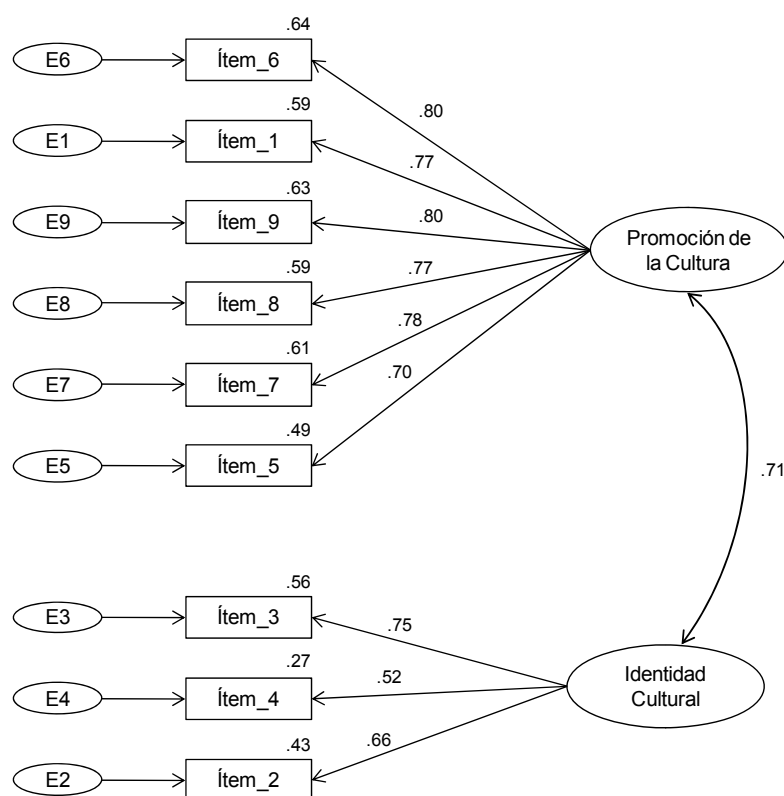 .64
E6
Ítem_6
.80
.59
E1
Ítem_1
.77
.63
E9
Ítem_9
.80
Promoción de
la Cultura
.59
E8
Ítem_8
.77
.78
.61
E7
Ítem_7
.70
.49
E5
Ítem_5
.71
.56
E3
Ítem_3
.75
.27
E4
Ítem_4
.52
Identidad
Cultural
.43
E2
Ítem_2
.66